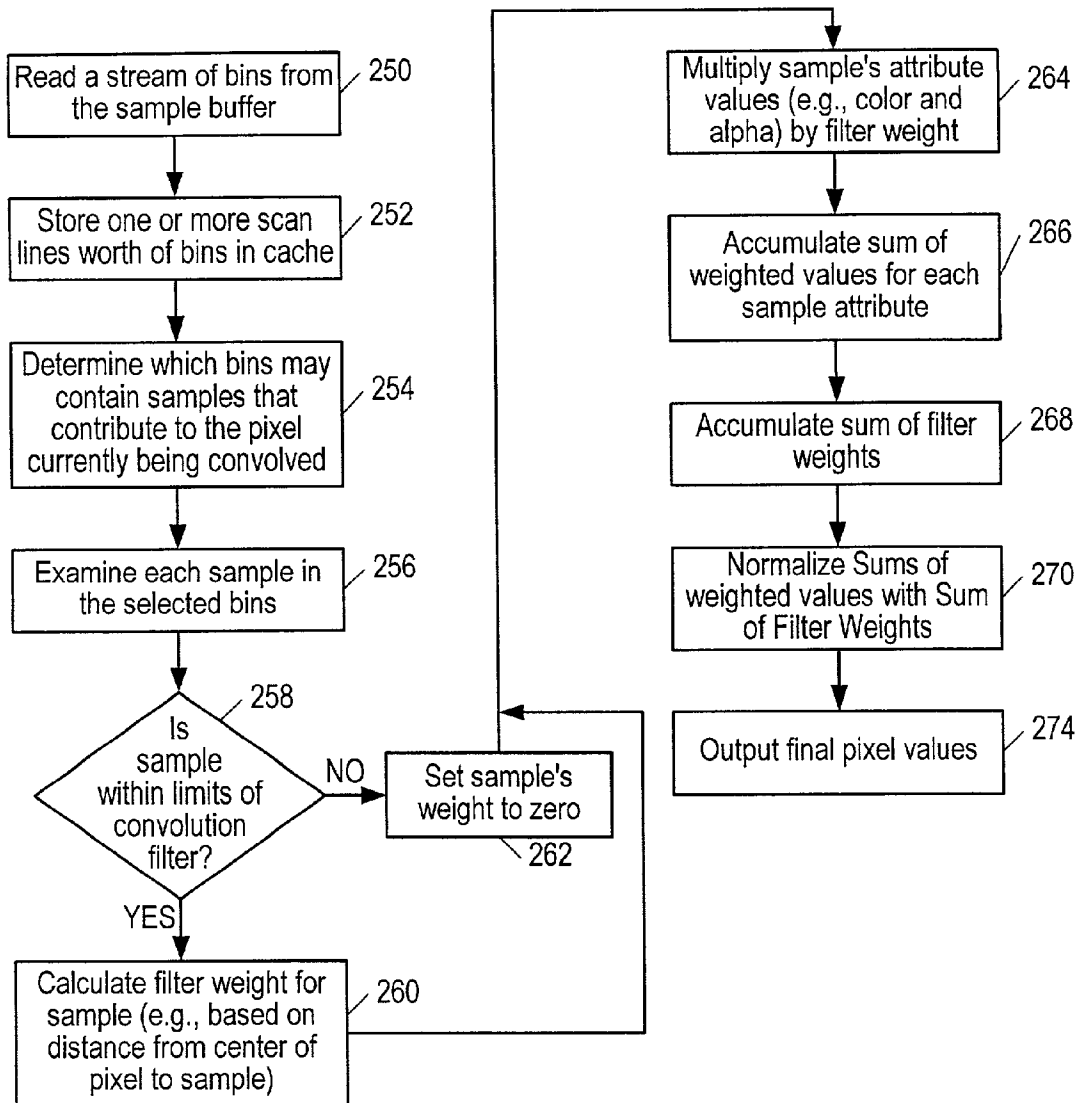 Read a stream of bins from
the sample buffer
250
Store one or more scan
lines worth of bins in cache
252
Determine which bins may
contain samples that
contribute to the pixel
currently being convolved
254
Examine each sample in
the selected bins
256
Is
sample
within limits of
convolution
filter?
258
NO
Set sample's
weight to zero
262
YES
Calculate filter weight for
sample (e.g., based on
distance from center of
pixel to sample)
260
Multiply sample's attribute
values (e.g., color and
alpha) by filter weight
264
Accumulate sum of
weighted values for each
sample attribute
266
Accumulate sum of filter
weights
268
Normalize Sums of
weighted values with Sum
of Filter Weights
270
Output final pixel values
274